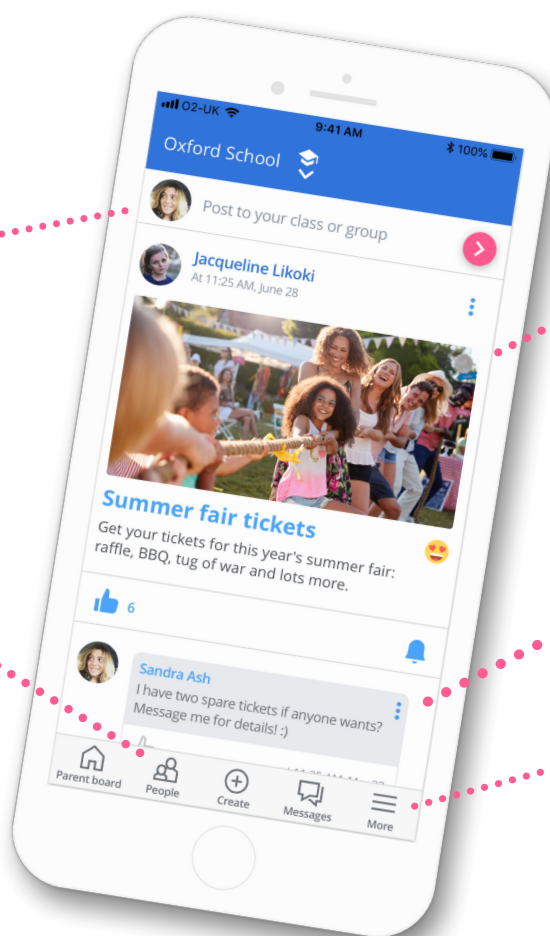 O2-UK
9:41 AM
100%
Oxford School
Post to your class or group
Jacqueline Likoki
At 11:25 AM, June 28
Summer fair tickets
Get your tickets for this year's summer fair:
raffle, BBQ, tug of war and lots more.
6
Sandra Ash
I have two spare tickets if anyone wants?
Message me for details! :)
Parent board
People
Create
Messages
More